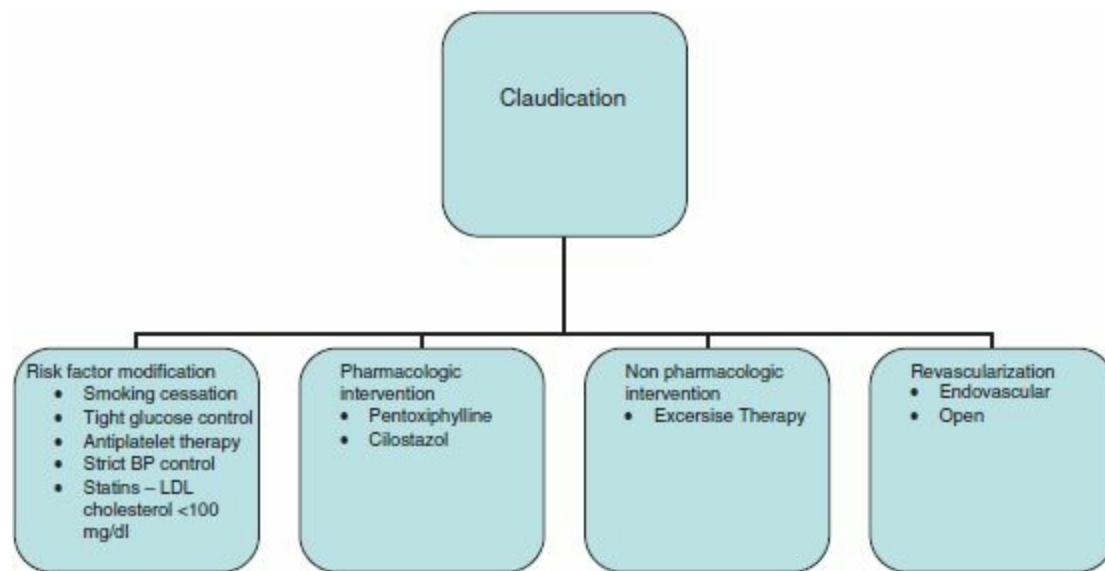 Claudication
Risk factor modification
• Smoking cessation
• Tight glucose control
• Antiplatelet therapy
• Strict BP control
• Statins – LDL
cholesterol <100
mg/dl
Pharmacologic
intervention
• Pentoxiphylline
• Cilostazol
Non pharmacologic
intervention
• Excersise Therapy
Revascularization
• Endovascular
• Open